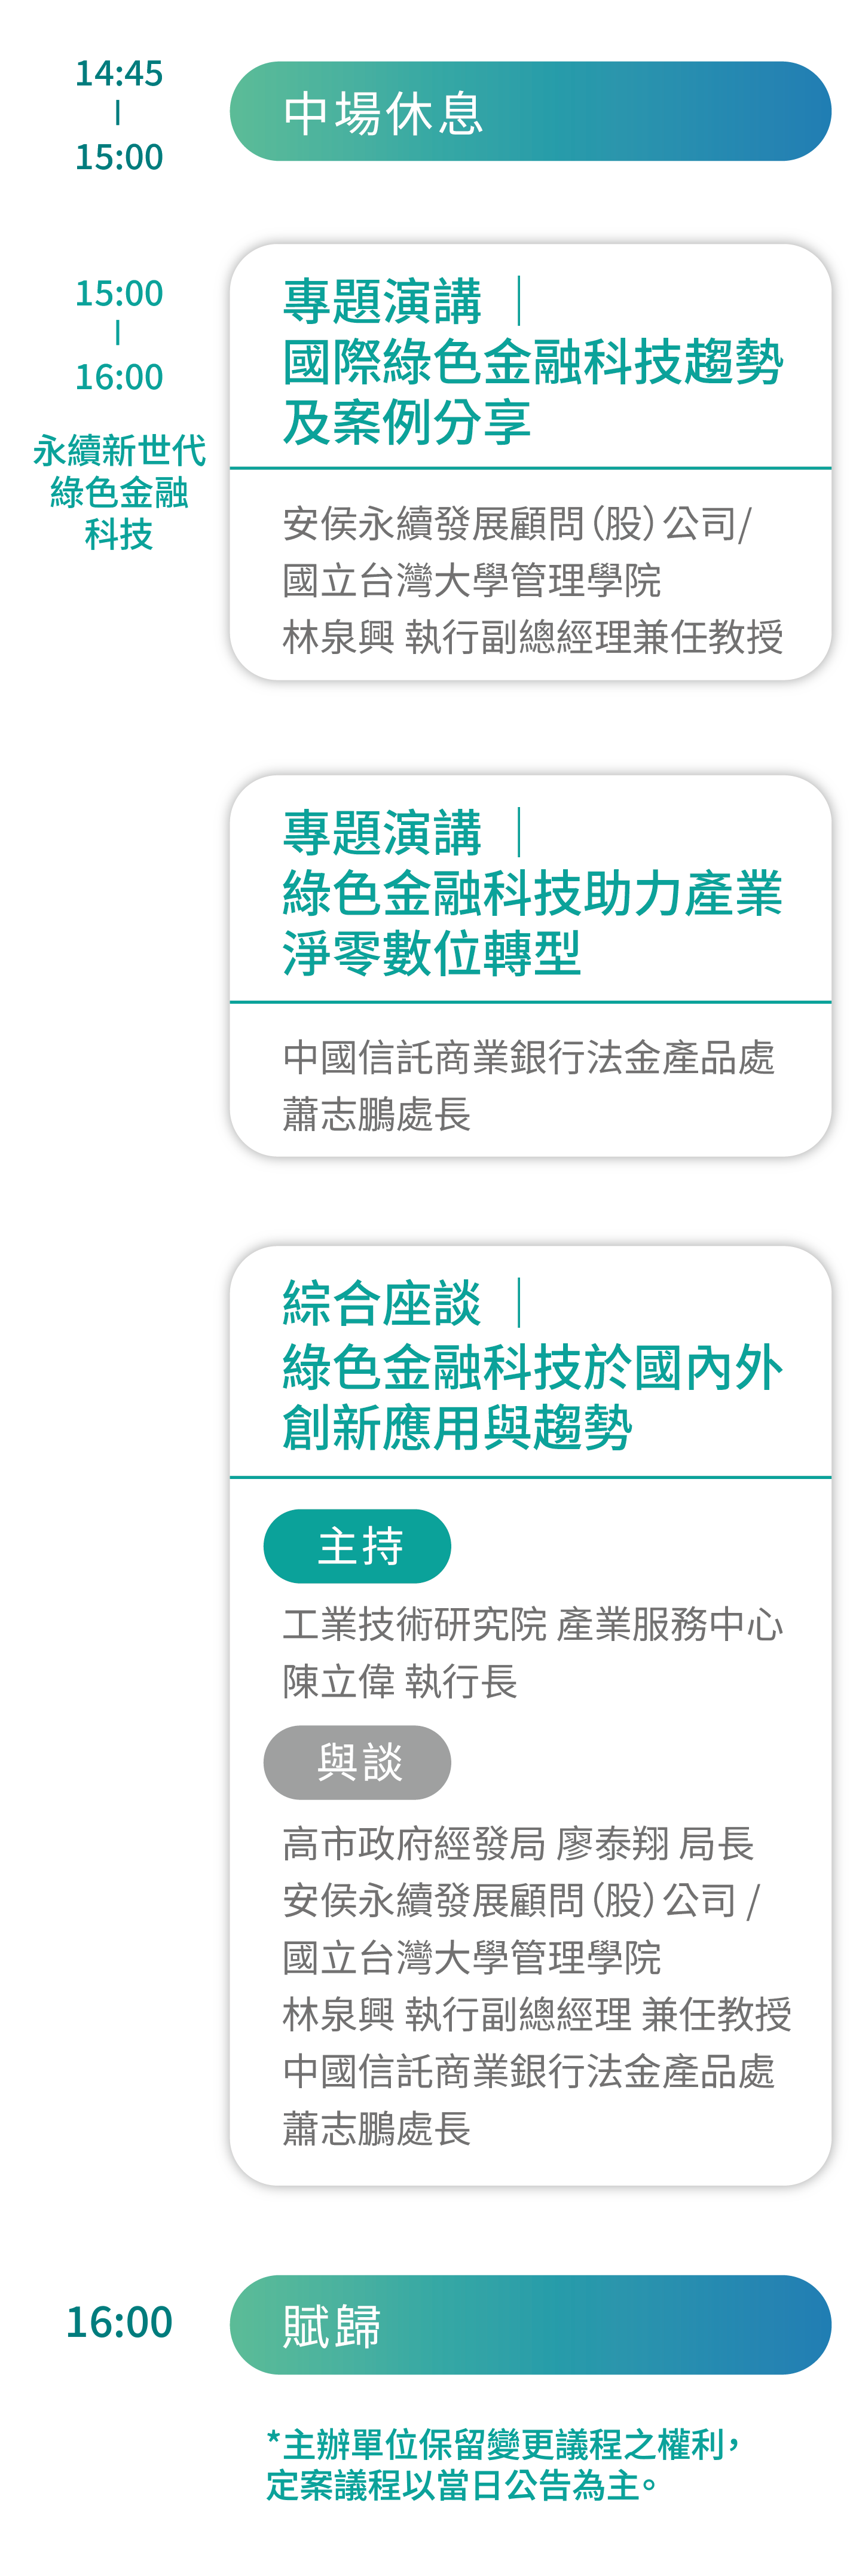 14:45
|
15:00
中場休息
15:00
|
16:00
永續新世代
綠色金融
科技
專題演講｜
國際綠色金融科技趨勢
及案例分享
安侯永續發展顧問(股)公司/
國立台灣大學管理學院
林泉興 執行副總經理兼任教授
專題演講｜
綠色金融科技助力產業
淨零數位轉型
中國信託商業銀行法金產品處
蕭志鵬處長
綜合座談｜
綠色金融科技於國內外
創新應用與趨勢
主持
工業技術研究院 產業服務中心
陳立偉 執行長
與談
高市政府經發局 廖泰翔 局長
安侯永續發展顧問(股)公司 /
國立台灣大學管理學院
林泉興 執行副總經理 兼任教授
中國信託商業銀行法金產品處
蕭志鵬處長
16:00
賦歸
*主辦單位保留變更議程之權利，
定案議程以當日公告為主。